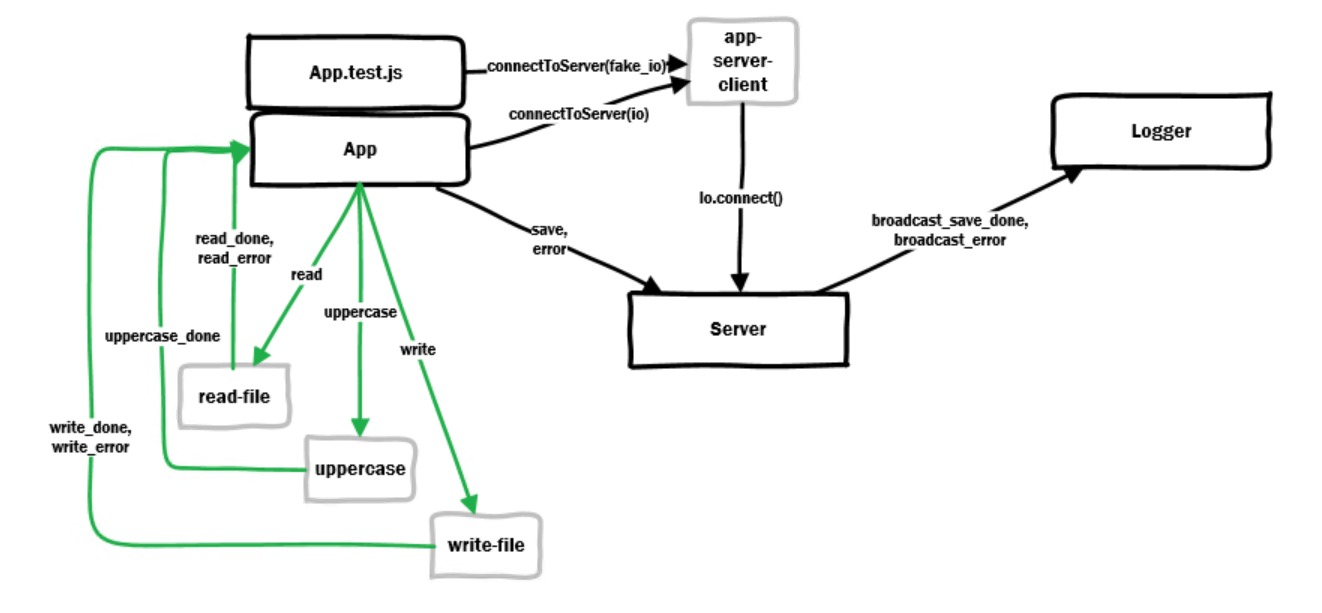 App.test.js
connectToServer(fake_io)
app-
server-
client
connectToServer(io)
App
Logger
Io.connect()
broadcast_save_done,
broadcast_error
save,
error
read_done,
read_error
read
uppercase
uppercase_done
write
Server
read-file
write_done,
write_error
uppercase
write-file